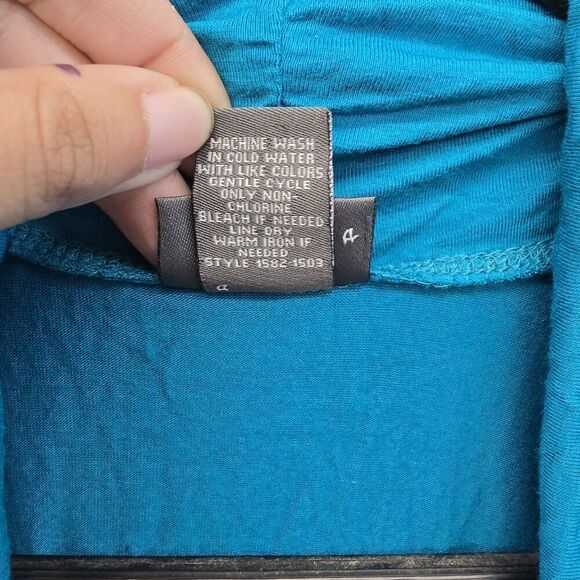 MACHINE WASH
IN COLD WATER
WITH LIKE COLORS
GENTLE CYCLE
ONLY NON-
CHLORINE
BLEACH IF NEEDED
LINE DRY
WARM IRON IF
NEEDED
STYLE 1582-1503